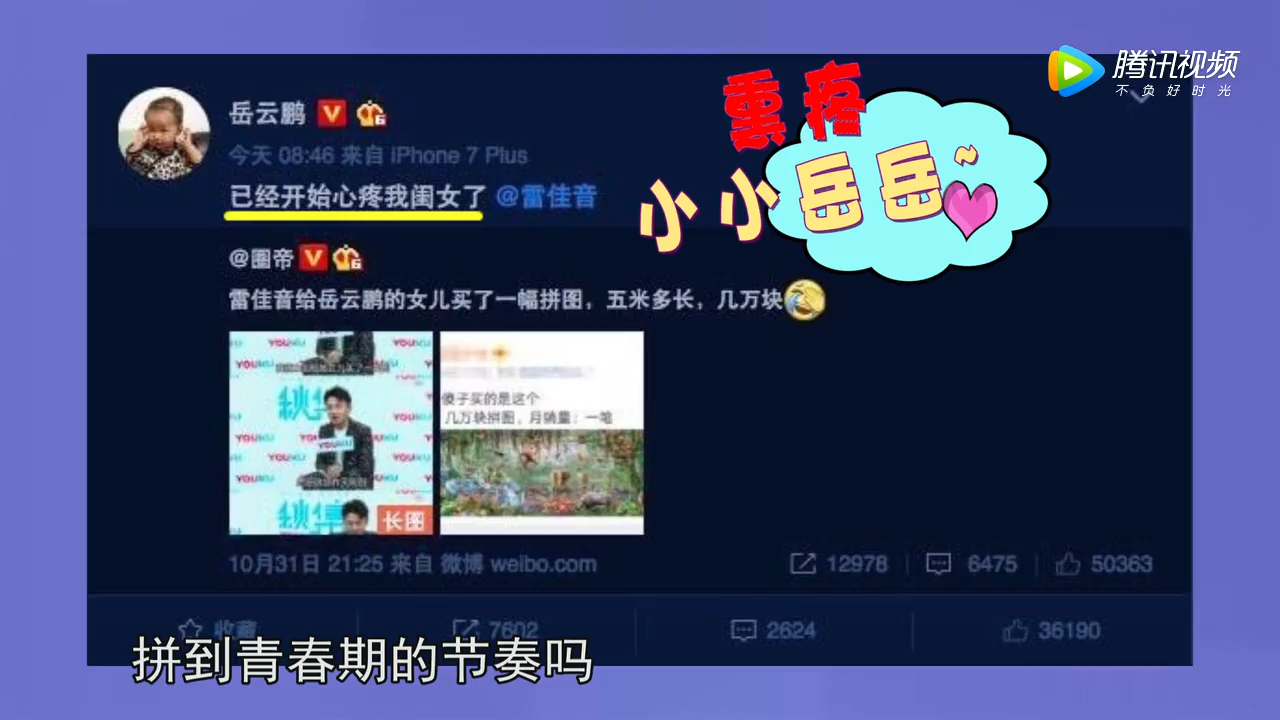 腾讯视频
不负好时光
岳云鹏
今天 08:46 来自 iPhone 7 Plus
已经开始心疼我闺女了 @雷佳音
心疼
小小岳岳~
@圈帝
雷佳音给岳云鹏的女儿买了一幅拼图，五米多长，几万块
YOUKU
傻子买的是这个
几万块拼图，月销量：一笔
长图
10月31日 21:25 来自 微博 weibo.com
12978
6475
50363
收藏
7602
2624
36190
拼到青春期的节奏吗